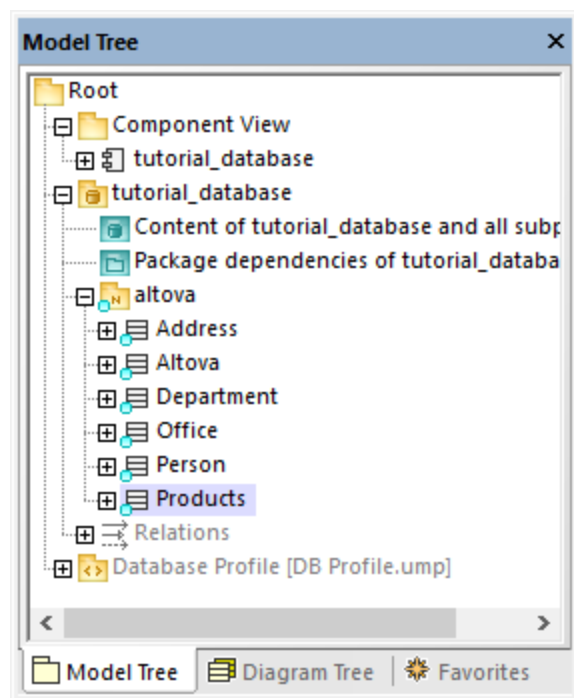 Model Tree
Root
Component View
tutorial_database
tutorial_database
Content of tutorial_database and all subp
Package dependencies of tutorial_databa
N altova
Address
Altova
Department
Office
Person
Products
Relations
Database Profile [DB Profile.ump]
Model Tree Diagram Tree Favorites